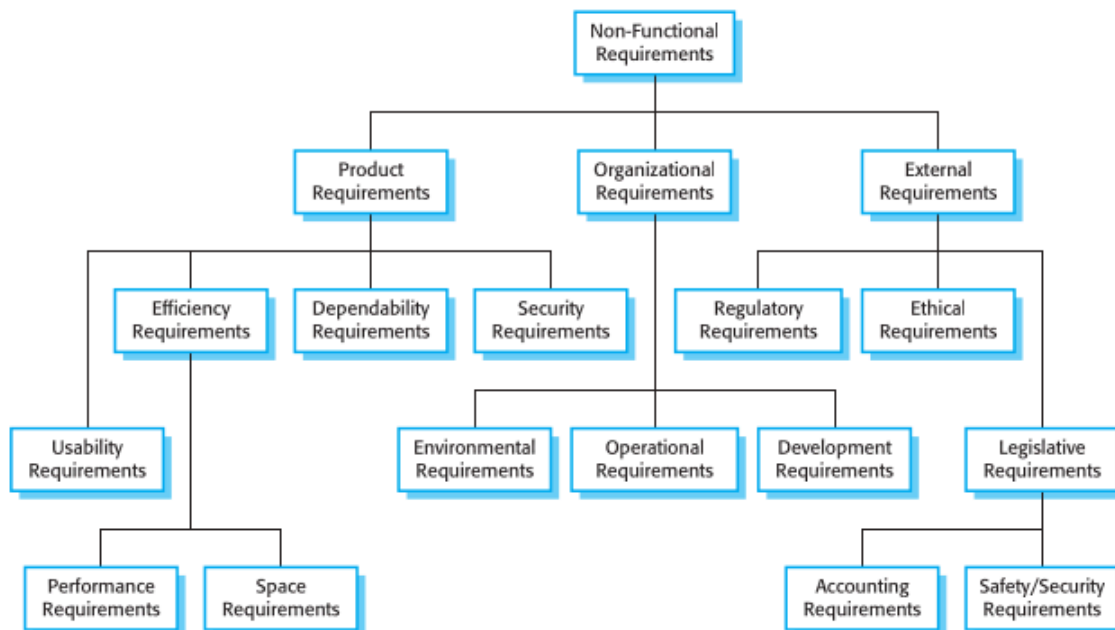 Non-Functional
Requirements
Product
Requirements
Organizational
Requirements
External
Requirements
Efficiency
Requirements
Dependability
Requirements
Security
Requirements
Regulatory
Requirements
Ethical
Requirements
Usability
Requirements
Environmental
Requirements
Operational
Requirements
Development
Requirements
Legislative
Requirements
Performance
Requirements
Space
Requirements
Accounting
Requirements
Safety/Security
Requirements